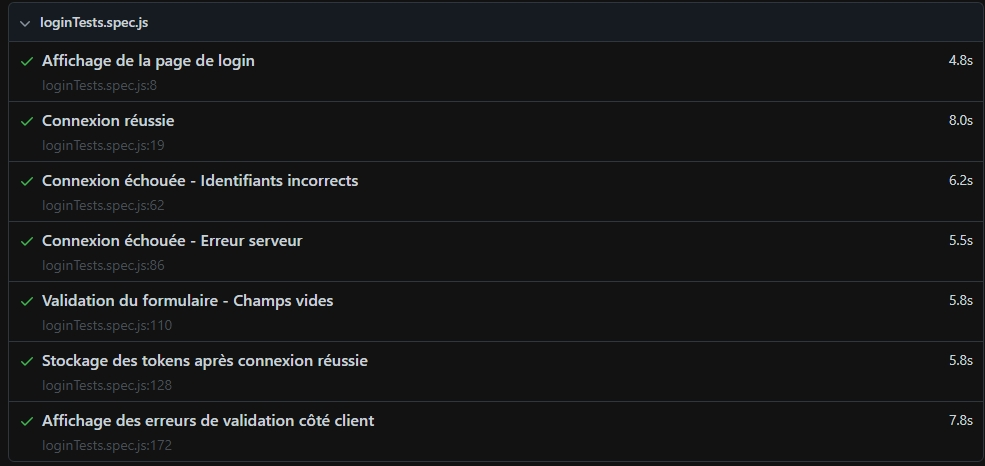 loginTests.spec.js
Affichage de la page de login 4.8s
loginTests.spec.js:8
Connexion réussie 8.0s
loginTests.spec.js:19
Connexion échouée - Identifiants incorrects 6.2s
loginTests.spec.js:62
Connexion échouée - Erreur serveur 5.5s
loginTests.spec.js:86
Validation du formulaire - Champs vides 5.8s
loginTests.spec.js:110
Stockage des tokens après connexion réussie 5.8s
loginTests.spec.js:128
Affichage des erreurs de validation côté client 7.8s
loginTests.spec.js:172